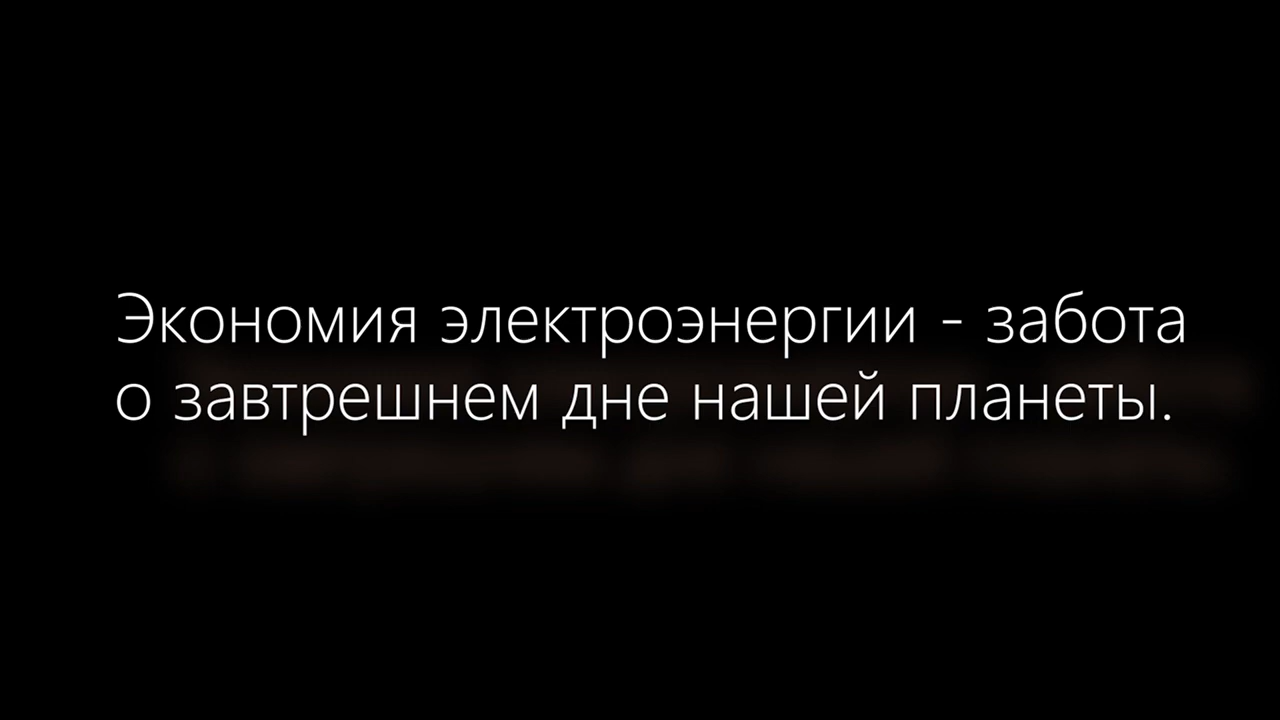 Экономия электроэнергии - забота
о завтрешнем дне нашей планеты.